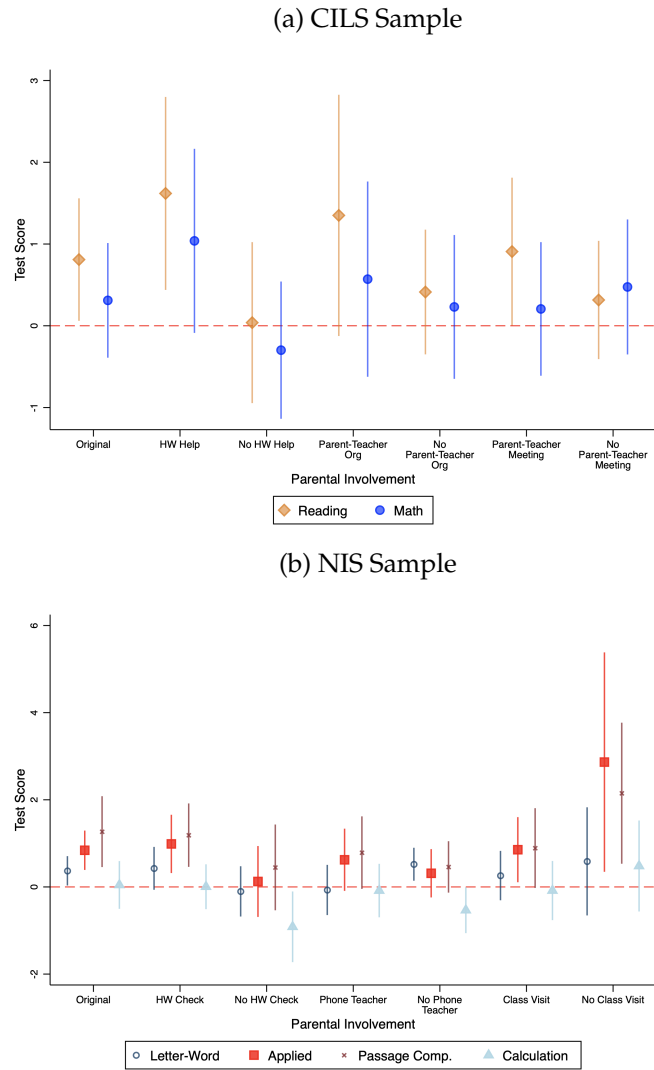 (a) CILS Sample
3
2
1
0
-1
Test Score
Original
HW Help
No HW Help
Parent-Teacher
Org
No
Parent-Teacher
Org
Parent-Teacher
Meeting
No
Parent-Teacher
Meeting
Parental Involvement
Reading
Math
(b) NIS Sample
6
4
2
0
-2
Test Score
Original
HW Check
No HW Check
Phone Teacher
No Phone
Teacher
Class Visit
No Class Visit
Parental Involvement
Letter-Word
Applied
Passage Comp.
Calculation